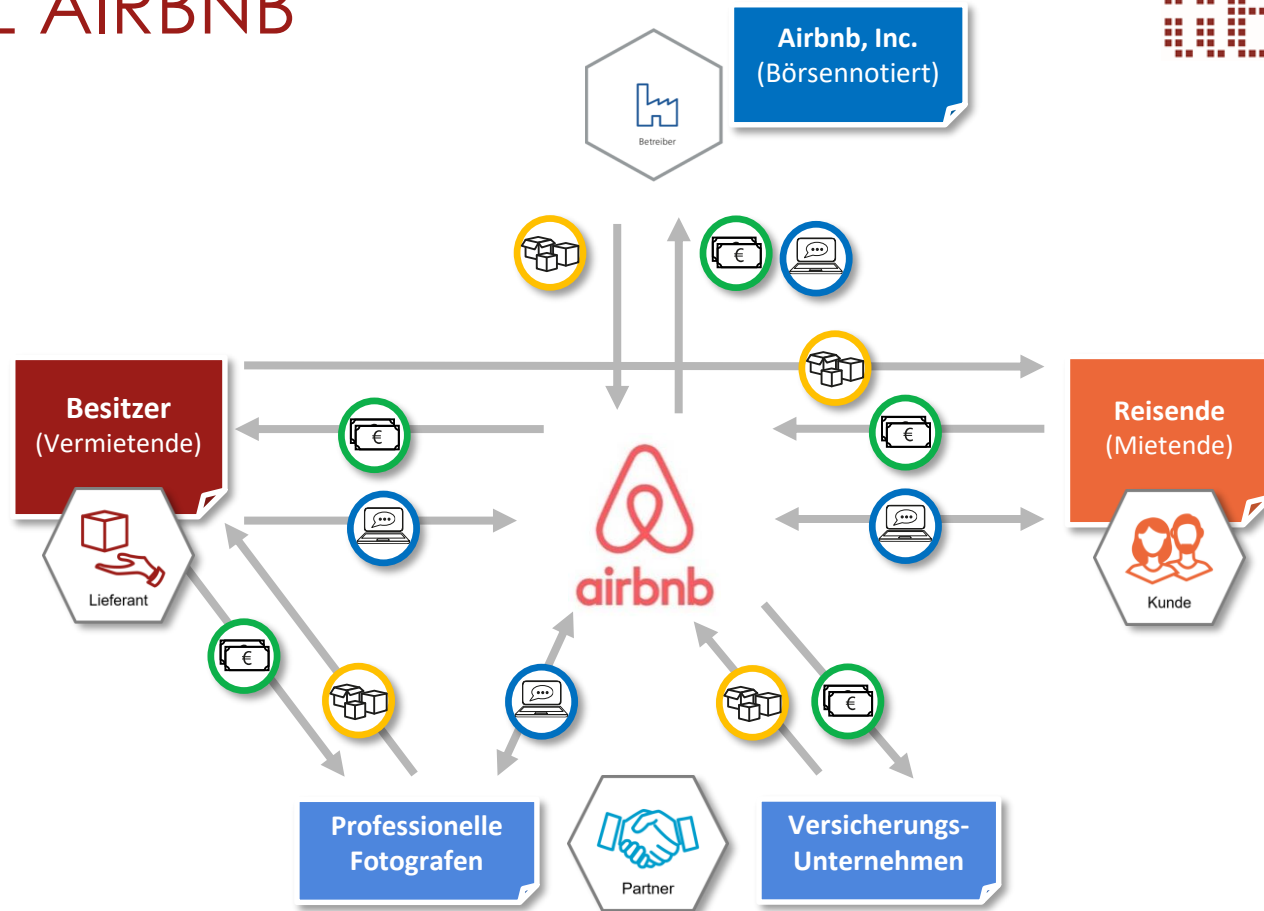 AIRBNB
Airbnb, Inc.
(Börsennotiert)
Betreiber
€
€
€
Besitzer
(Vermietende)
Reisende
(Mietende)
airbnb
Lieferant
Kunde
€
€
Professionelle
Fotografen
Versicherungs-
Unternehmen
Partner